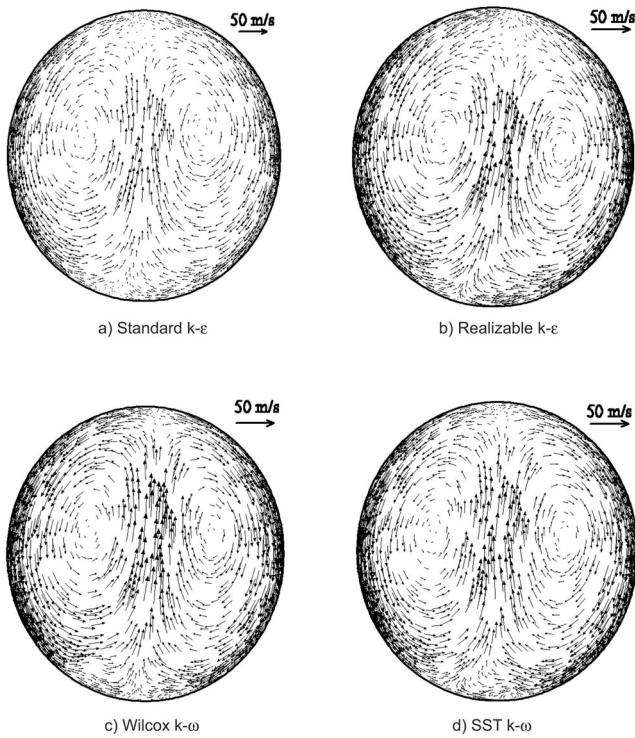 50 m/s
50 m/s
a) Standard k-ε
b) Realizable k-ε
50 m/s
50 m/s
c) Wilcox k-ω
d) SST k-ω